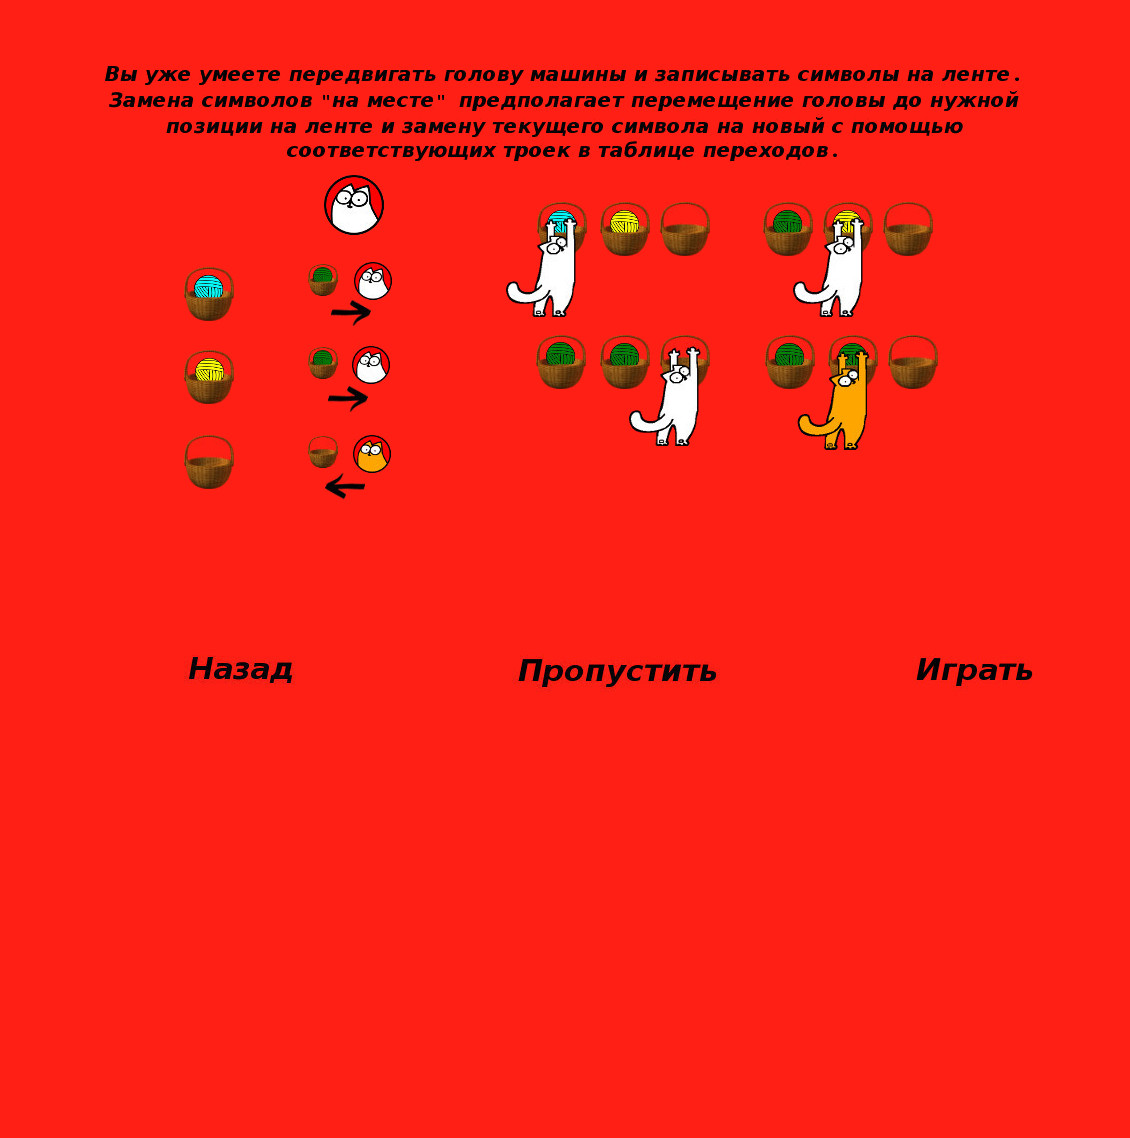 Вы уже умеете передвигать голову машины и записывать символы на ленте.
Замена символов "на месте" предполагает перемещение головы до нужной
позиции на ленте и замену текущего символа на новый с помощью
соответствующих троек в таблице переходов.
Назад
Пропустить
Играть